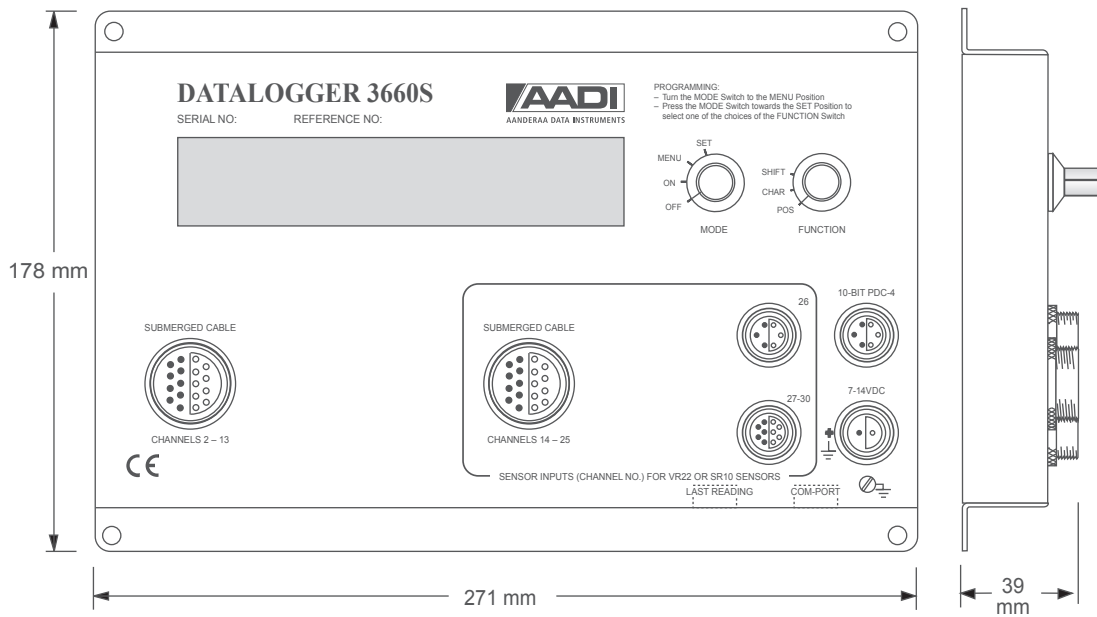 DATALOGGER 3660S
SERIAL NO: REFERENCE NO:
AADI
AANDERAA DATA INSTRUMENTS
PROGRAMMING:
– Turn the MODE Switch to the MENU Position
– Press the MODE Switch towards the SET Position to
select one of the choices of the FUNCTION Switch
SET
MENU
ON
OFF
MODE
SHIFT
CHAR
POS
FUNCTION
178 mm
SUBMERGED CABLE
CHANNELS 2 – 13
CE
SUBMERGED CABLE
CHANNELS 14 – 25
26
10-BIT PDC-4
27-30
7-14VDC
+
SENSOR INPUTS (CHANNEL NO.) FOR VR22 OR SR10 SENSORS
LAST READING
COM-PORT
271 mm
39
mm